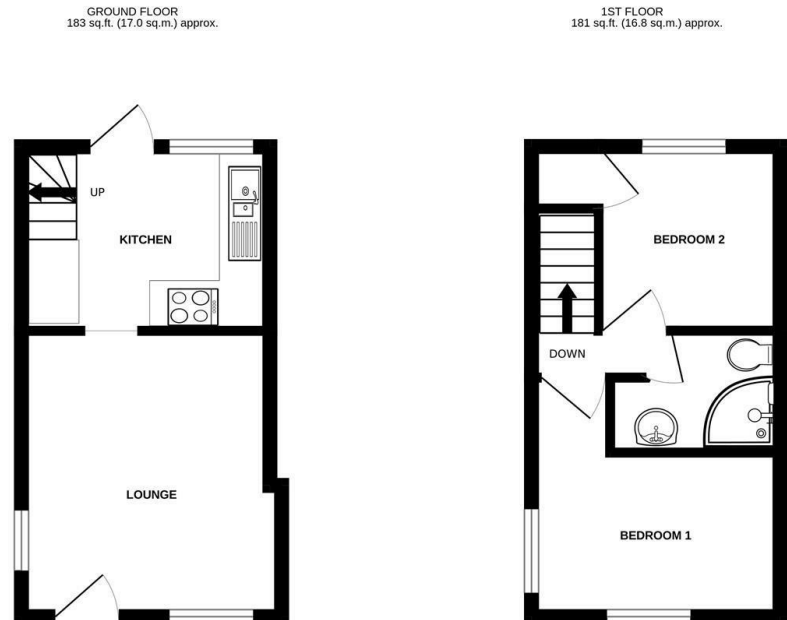 GROUND FLOOR
183 sq.ft. (17.0 sq.m.) approx.
1ST FLOOR
181 sq.ft. (16.8 sq.m.) approx.
UP
KITCHEN
LOUNGE
BEDROOM 2
DOWN
BEDROOM 1